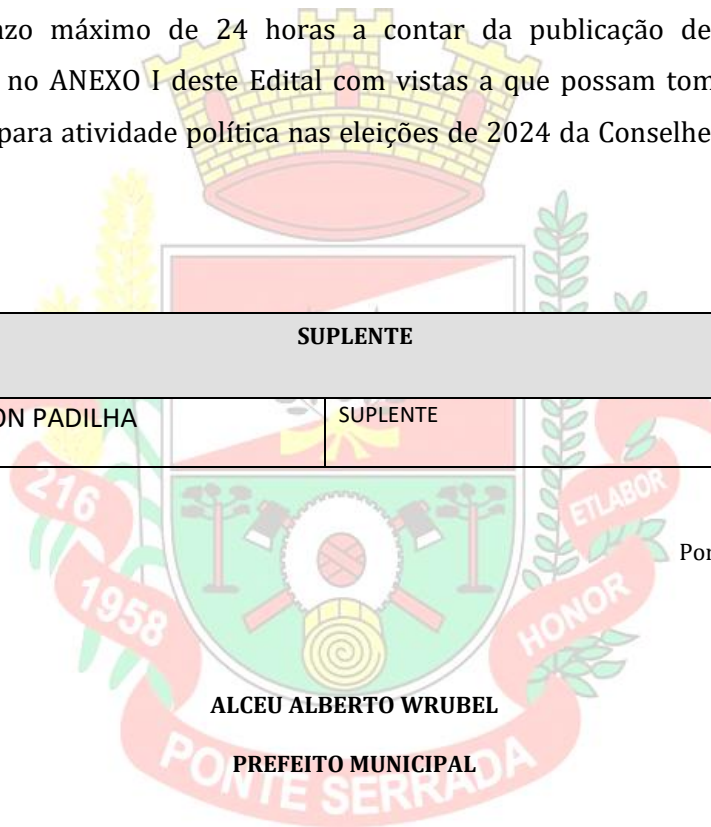 azo máximo de 24 horas a contar da publicação de
no ANEXO I deste Edital com vistas a que possam tom
para atividade política nas eleições de 2024 da Conselhe
SUPLENTE
ON PADILHA
SUPLENTE
216
1958
ETLABOR
HONOR
Por
ALCEU ALBERTO WRUBEL
PREFEITO MUNICIPAL
PONTE SERRADA